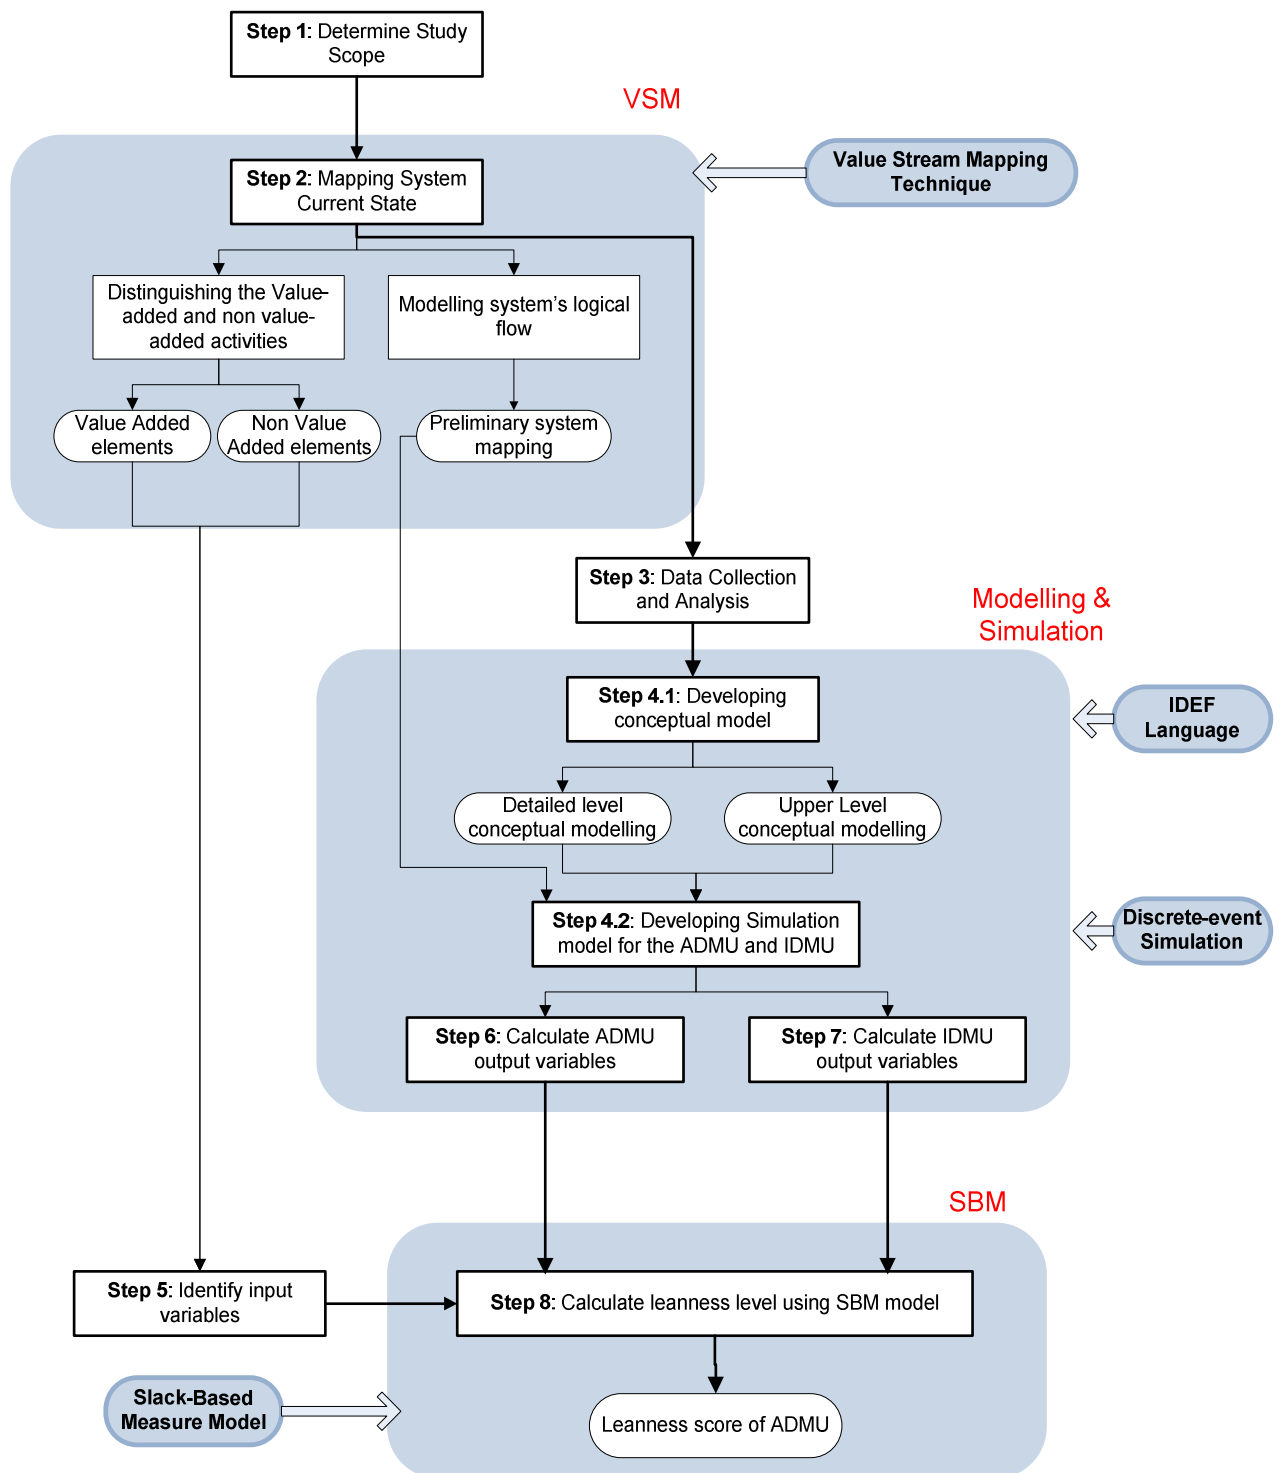 Step 1: Determine Study
Scope
VSM
Value Stream Mapping
Technique
Step 2: Mapping System
Current State
Distinguishing the Value-
added and non value-
added activities
Modelling system's logical
flow
Value Added
elements
Non Value
Added elements
Preliminary system
mapping
Step 3: Data Collection
and Analysis
Modelling &
Simulation
Step 4.1: Developing
conceptual model
IDEF
Language
Detailed level
conceptual modelling
Upper Level
conceptual modelling
Step 4.2: Developing Simulation
model for the ADMU and IDMU
Discrete-event
Simulation
Step 6: Calculate ADMU
output variables
Step 7: Calculate IDMU
output variables
SBM
Step 5: Identify input
variables
Step 8: Calculate leanness level using SBM model
Slack-Based
Measure Model
Leanness score of ADMU